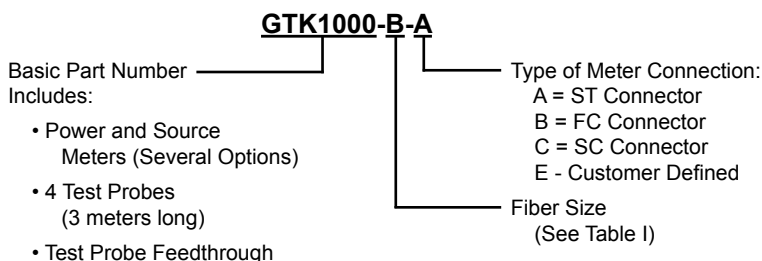 GTK1000-B-A
Basic Part Number
Includes:
• Power and Source
Meters (Several Options)
• 4 Test Probes
(3 meters long)
• Test Probe Feedthrough
Type of Meter Connection:
A = ST Connector
B = FC Connector
C = SC Connector
E - Customer Defined
Fiber Size
(See Table I)